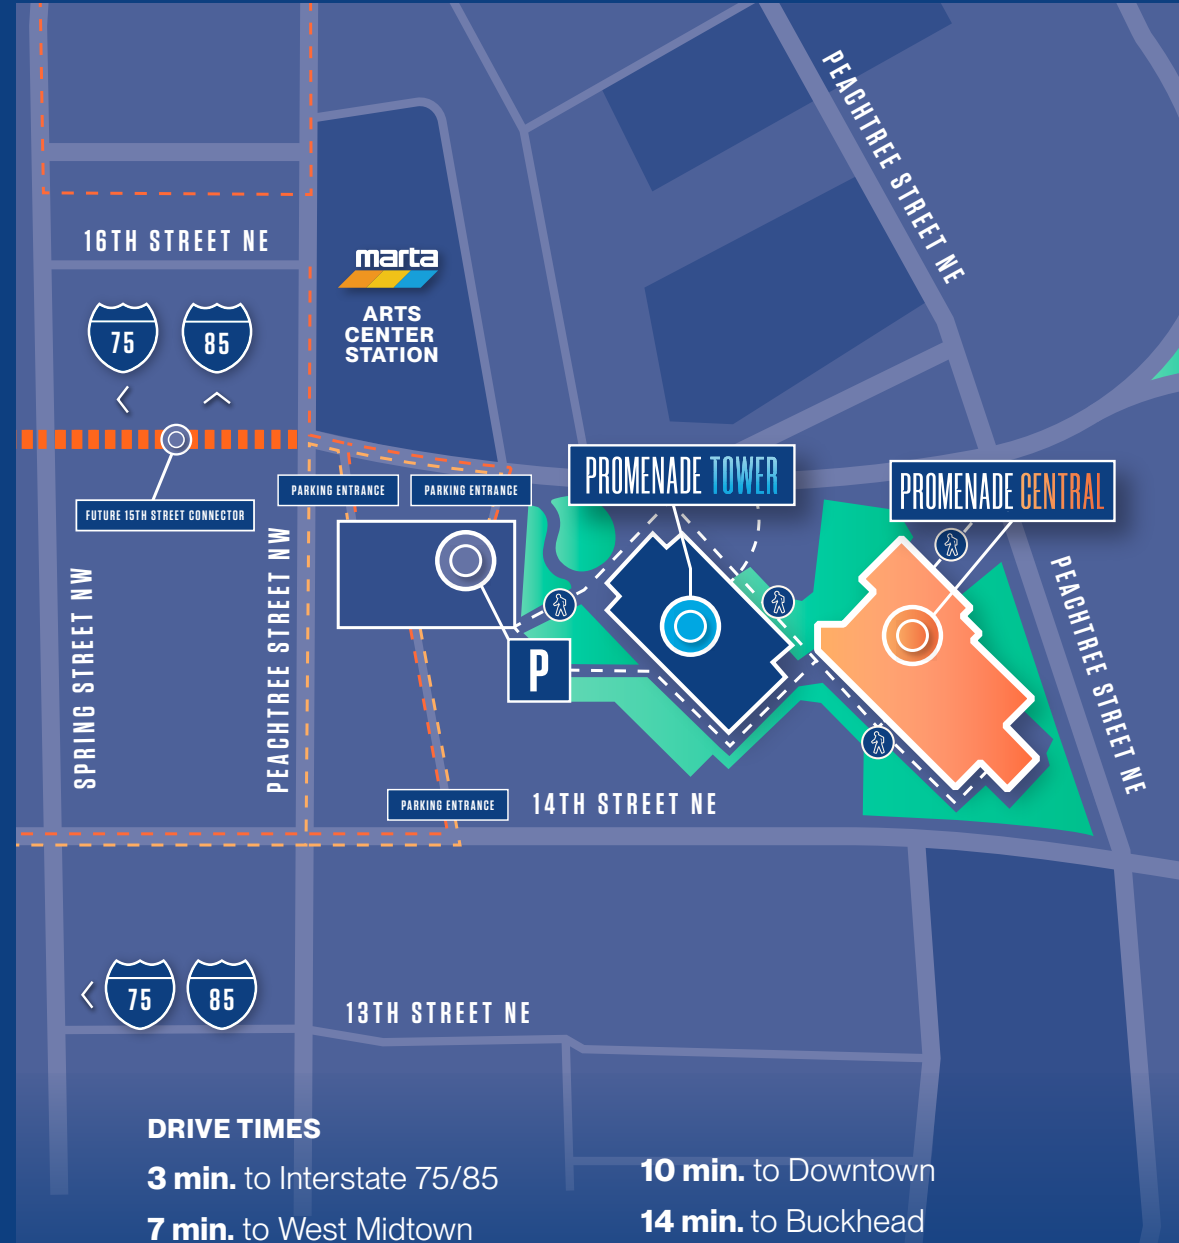 PEACHTREE STREET NE
16TH STREET NE
marta
ARTS
CENTER
STATION
75
85
PROMENADE TOWER
PROMENADE CENTRAL
PARKING ENTRANCE
PARKING ENTRANCE
FUTURE 15TH STREET CONNECTOR
SPRING STREET NW
PEACHTREE STREET NW
P
PEACHTREE STREET NE
PARKING ENTRANCE
14TH STREET NE
75
85
13TH STREET NE
DRIVE TIMES
3 min. to Interstate 75/85
7 min. to West Midtown
10 min. to Downtown
14 min. to Buckhead